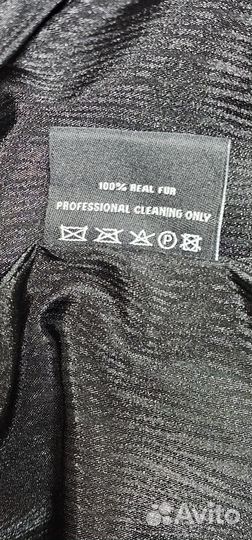 100% REAL FUR
PROFESSIONAL CLEANING ONLY
P
Avito